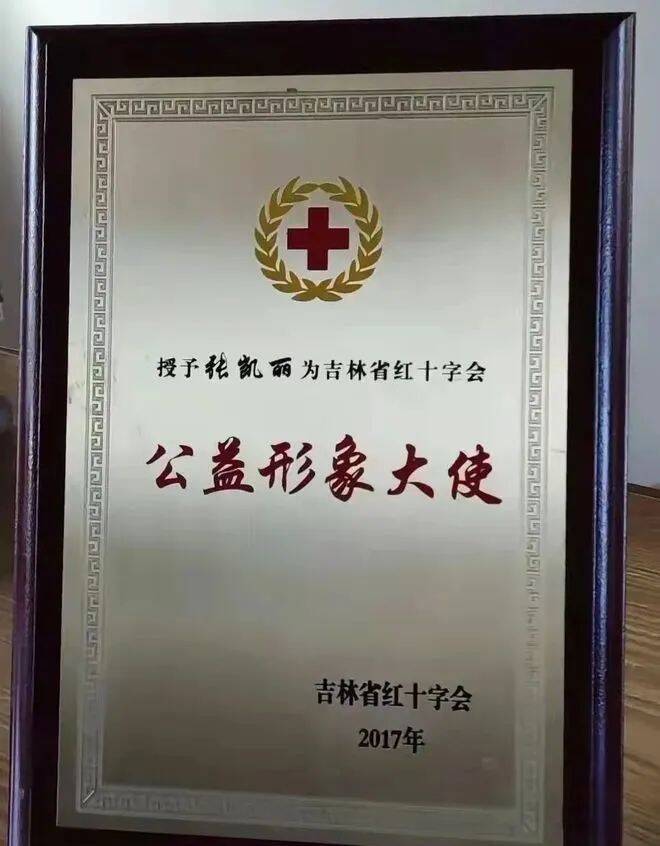 授予张凯丽为吉林省红十字会
公益形象大使
吉林省红十字会
2017年